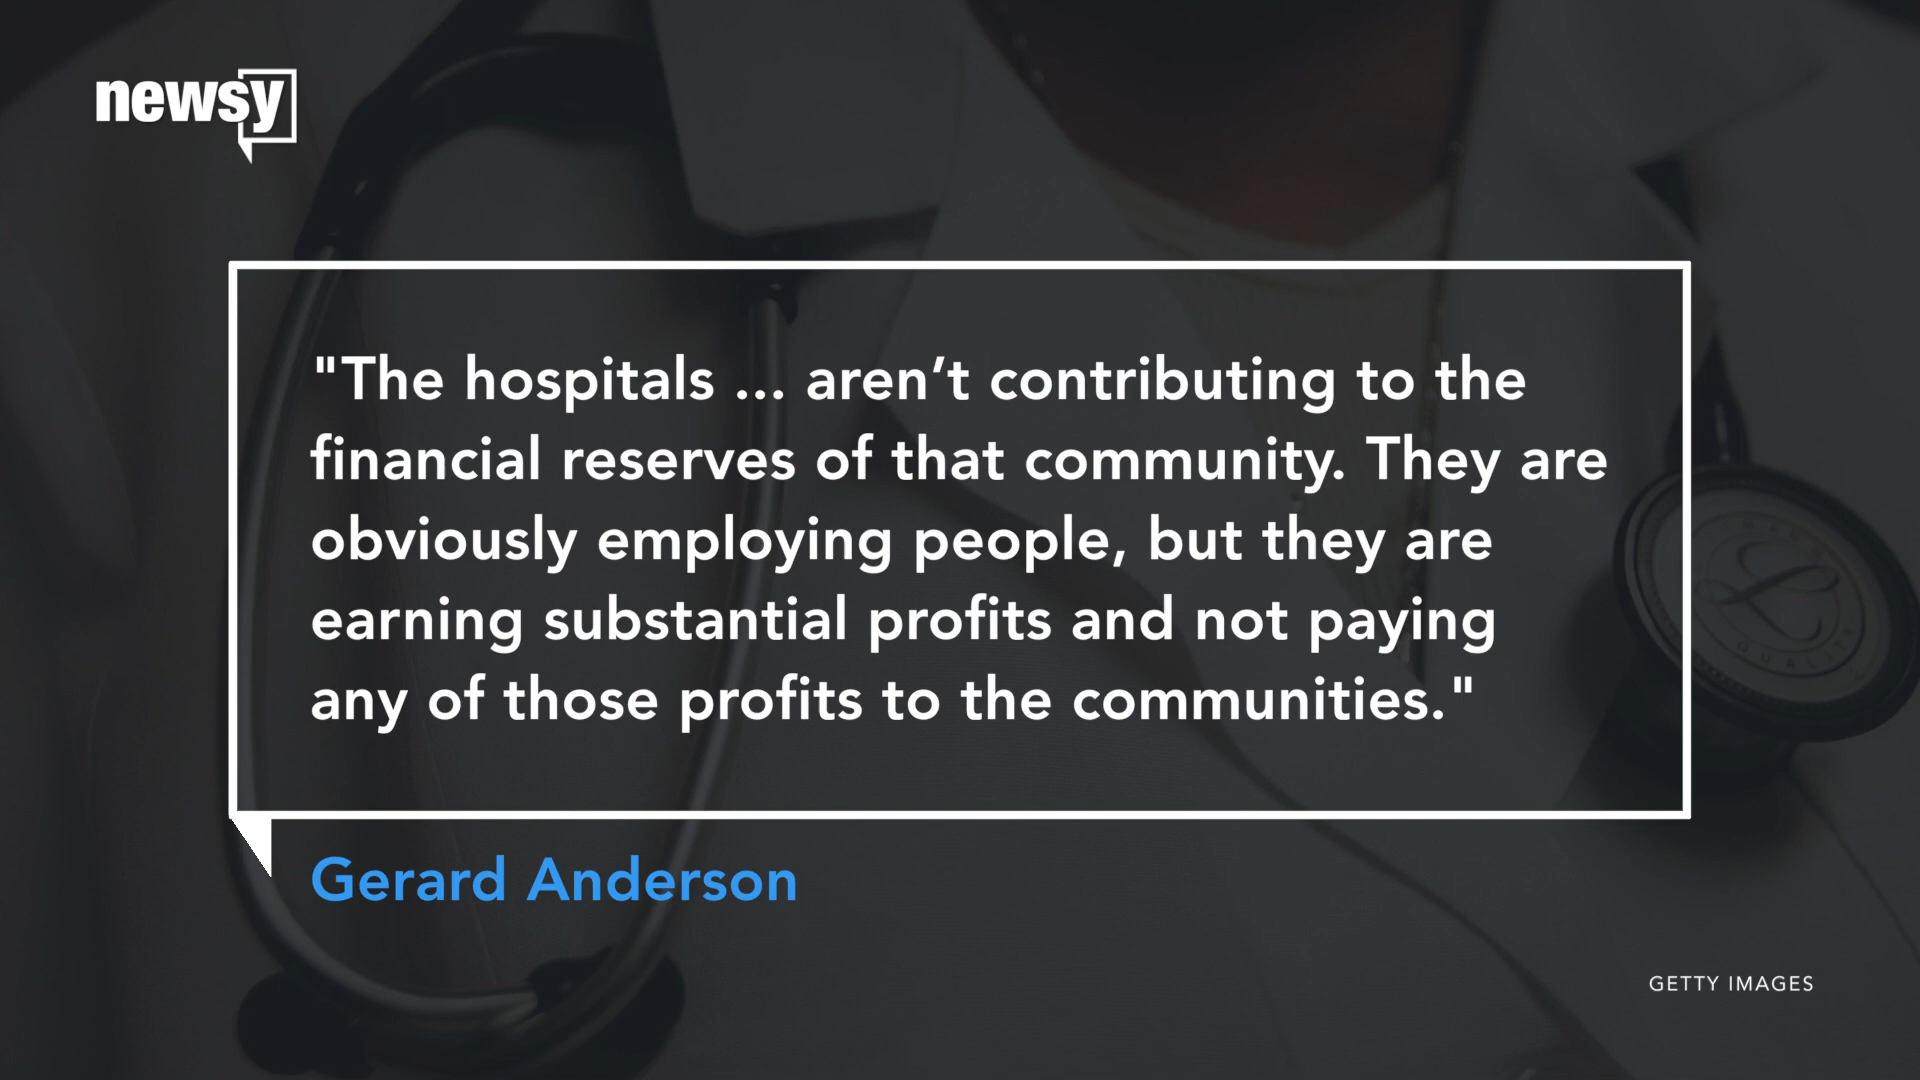 newsy
"The hospitals ... aren’t contributing to the
financial reserves of that community. They are
obviously employing people, but they are
earning substantial profits and not paying
any of those profits to the communities."
Gerard Anderson
GETTY IMAGES